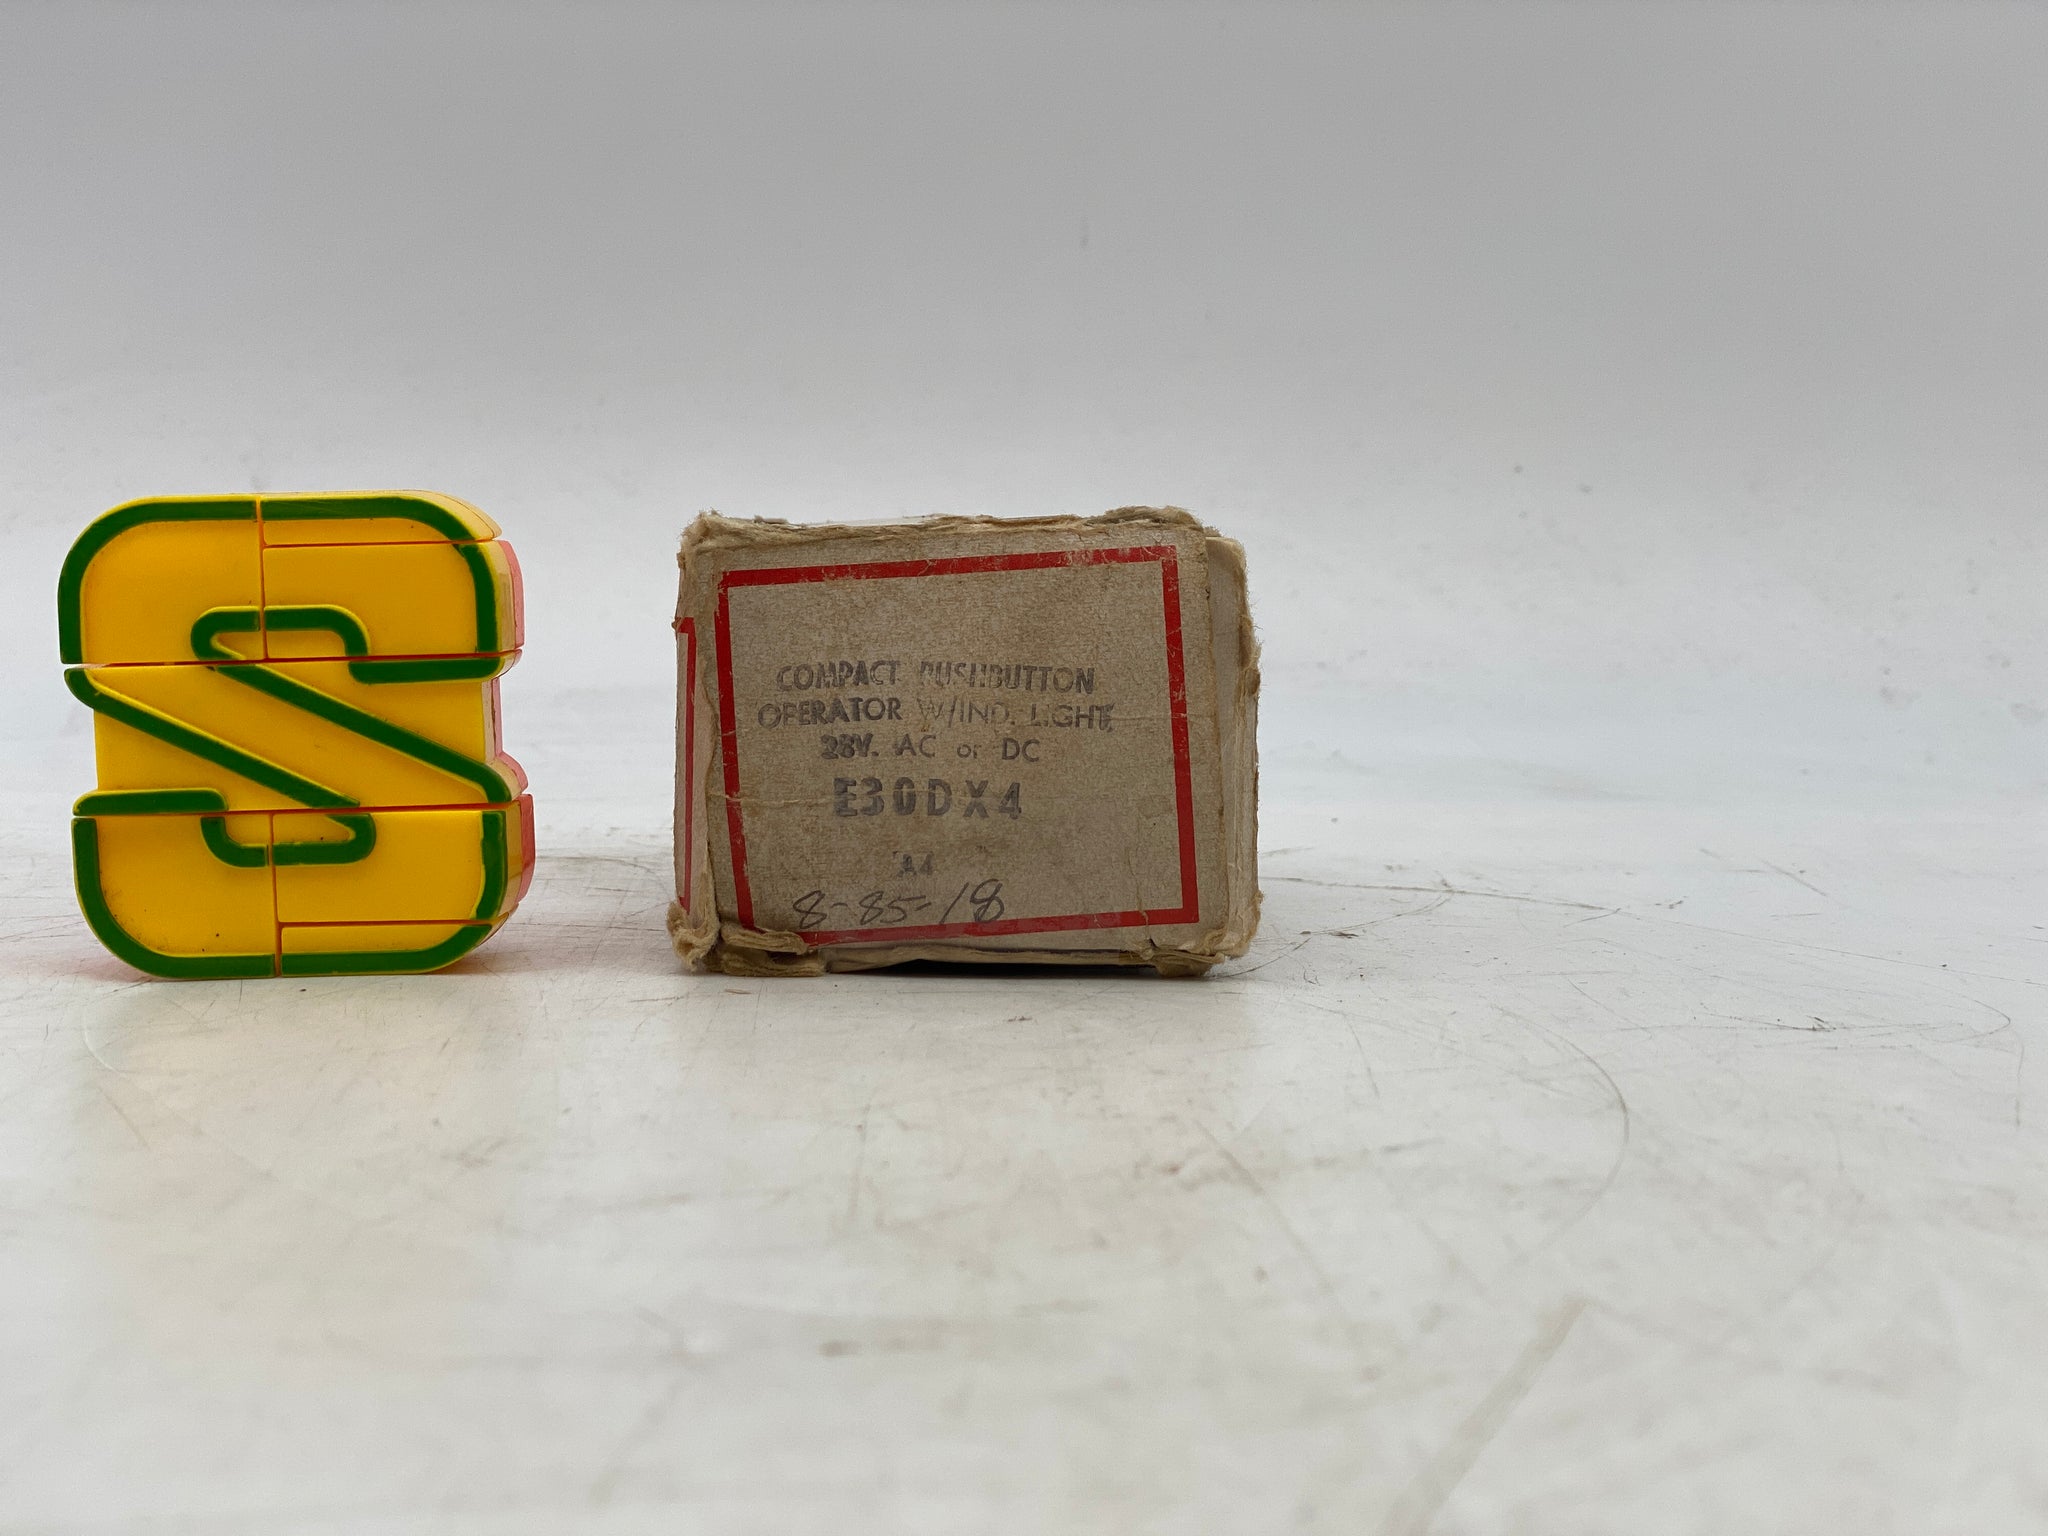 S
COMPACT PUSHBUTTON
OPERATOR W/IND. LIGHT,
28V. AC or DC
E30DX4
A4
8-85-18